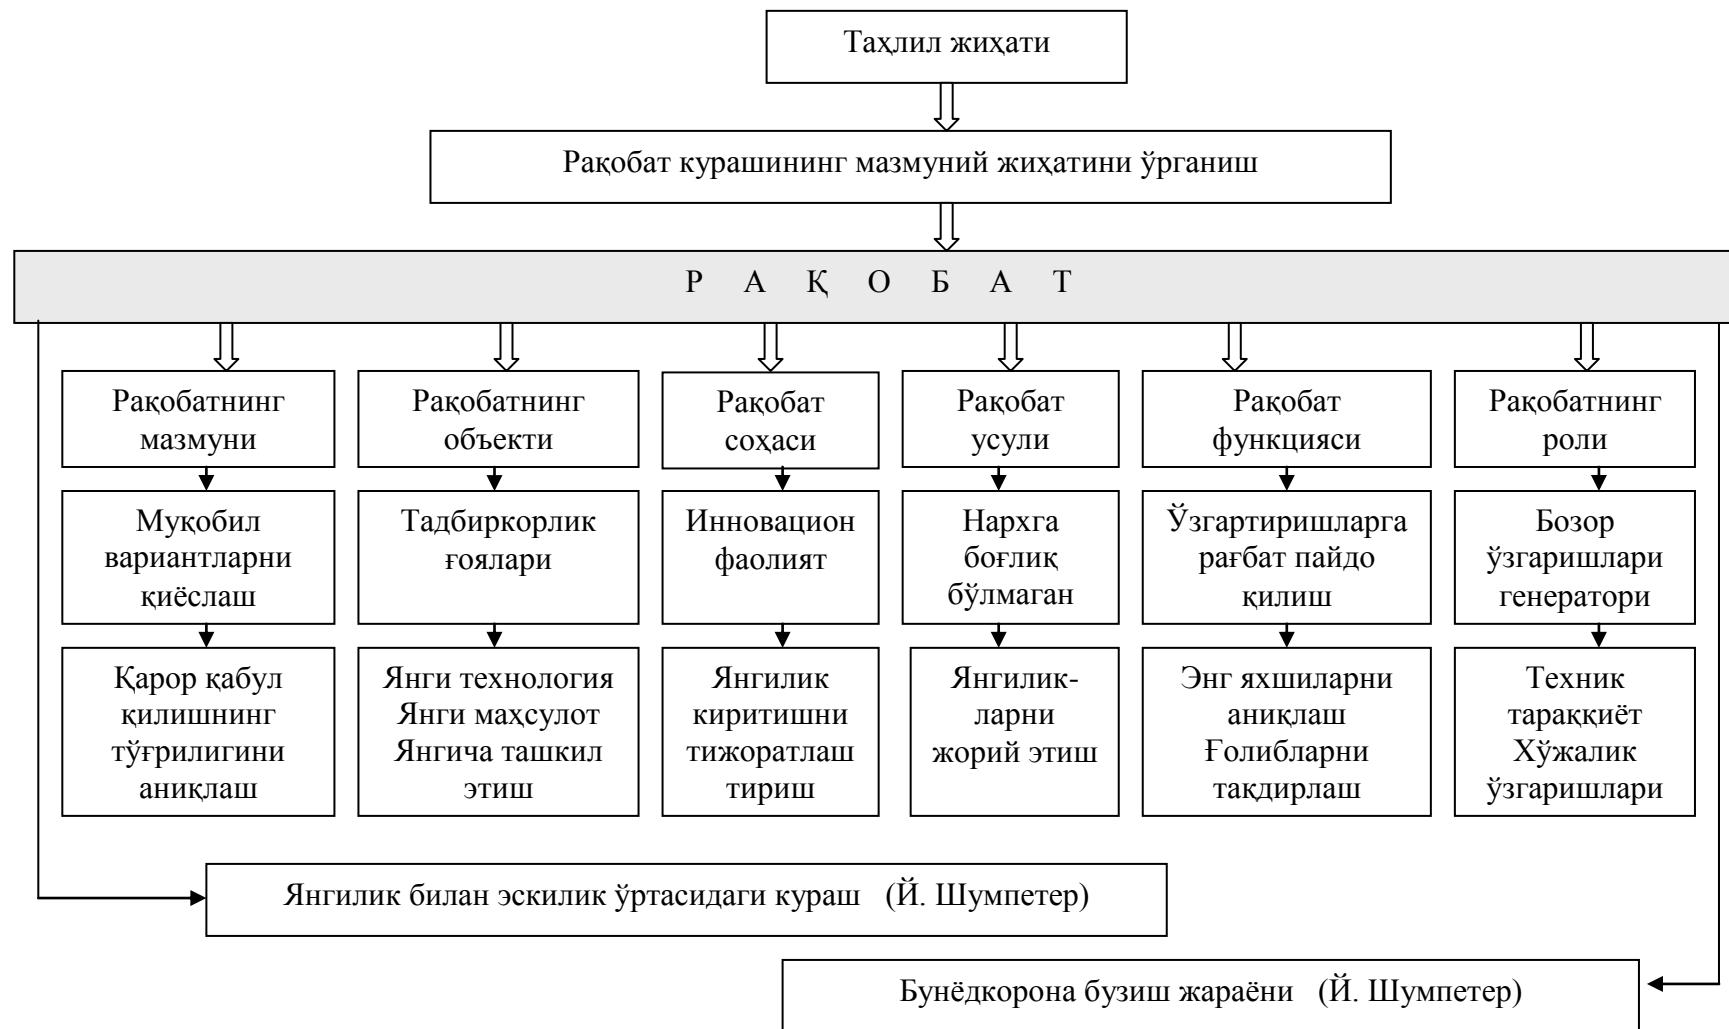 Таҳлил жиҳати
Рақобат курашининг мазмуний жиҳатини ўрганиш
Р А Қ О Б А Т
Рақобатнинг
мазмуни
Рақобатнинг
объекти
Рақобат
соҳаси
Рақобат
усули
Рақобат
функцияси
Рақобатнинг
роли
Муқобил
вариантларни
қиёслаш
Тадбиркорлик
ғоялари
Инновацион
фаолият
Нархга
боғлиқ
бўлмаган
Ўзгартиришларга
рағбат пайдо
қилиш
Бозор
ўзгаришлари
генератори
Қарор қабул
қилишнинг
тўғрилигини
аниқлаш
Янги технология
Янги маҳсулот
Янгича ташкил
этиш
Янгилик
киритишни
тижоратлаш
тириш
Янгилик-
ларни
жорий этиш
Энг яхшиларни
аниқлаш
Ғолибларни
тақдирлаш
Техник
тараққиёт
Хўжалик
ўзгаришлари
Янгилик билан эскилик ўртасидаги кураш (Й. Шумпетер)
Бунёдкорона бузиш жараёни (Й. Шумпетер)